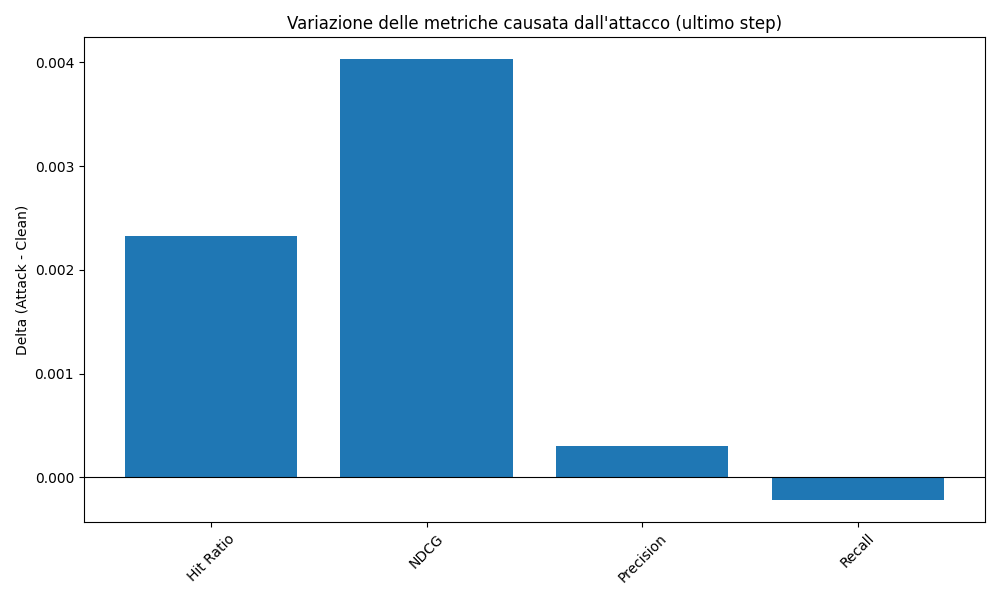 Variazione delle metriche causata dall'attacco (ultimo step)
Delta (Attack - Clean)
0.004
0.003
0.002
0.001
0.000
Hit Ratio
NDCG
Precision
Recall